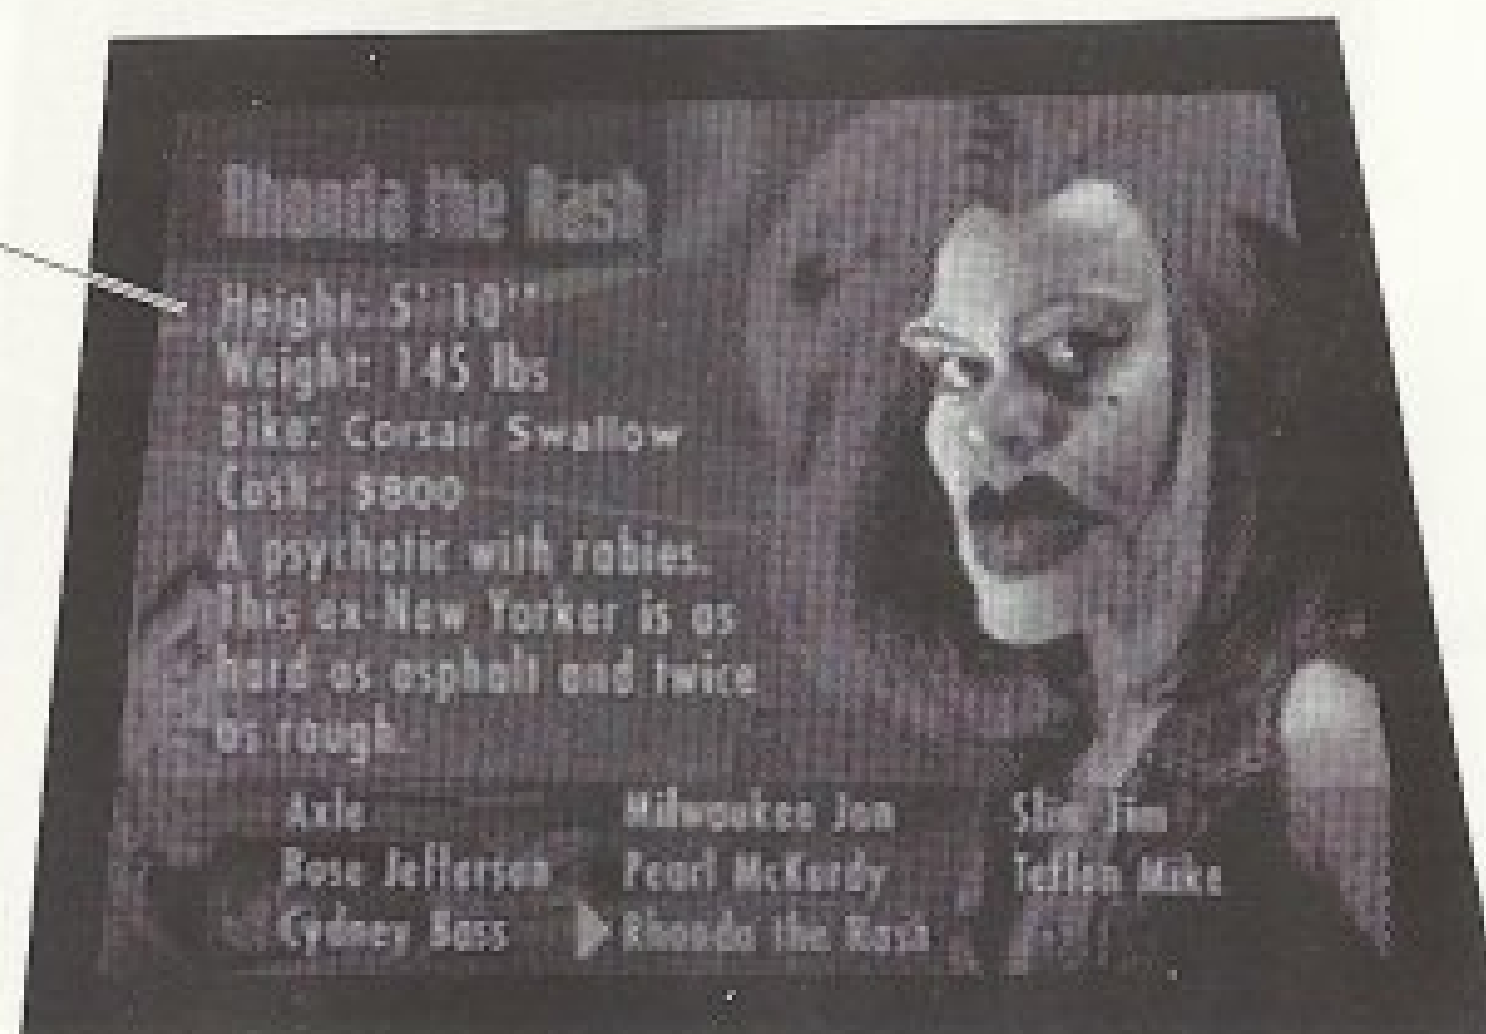 Rhonda the Rash
Height: 5' 10"
Weight: 145 lbs
Bike: Corsair Swallow
Cash: $800
A psychotic with rabies.
This ex-New Yorker is as
hard as asphalt and twice
as rough.
Axle Milwaukee Jon Slim Jim
Bose Jefferson Pearl McKurdy Teflon Mike
Cydney Bass Rhonda the Rash